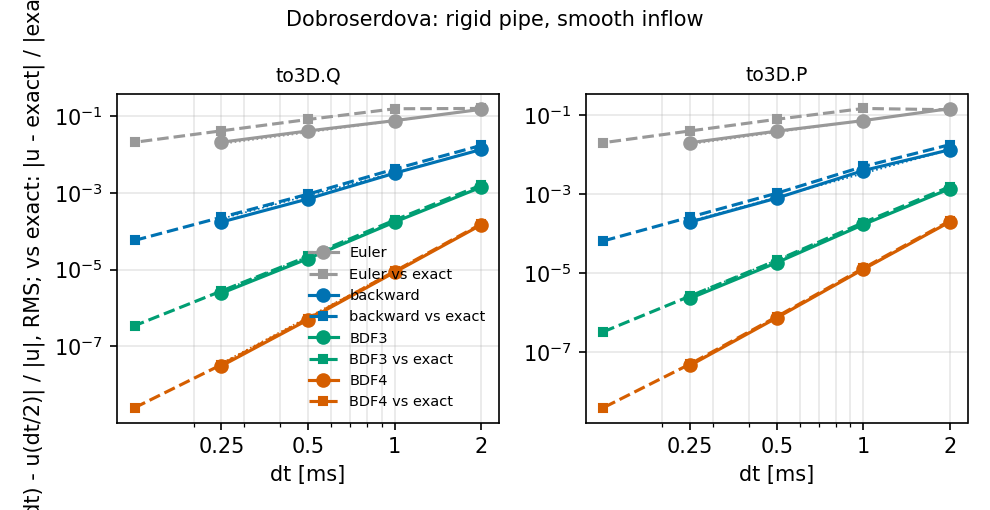 Dobroserdova: rigid pipe, smooth inflow
to3D.Q
to3D.P
dt) - u(dt/2)| / |u|, RMS; vs exact: |u - exact| / |exa
10⁻¹
10⁻³
10⁻⁵
10⁻⁷
Euler
Euler vs exact
backward
backward vs exact
BDF3
BDF3 vs exact
BDF4
BDF4 vs exact
0.25 0.5 1 2
dt [ms]
10⁻¹
10⁻³
10⁻⁵
10⁻⁷
0.25 0.5 1 2
dt [ms]